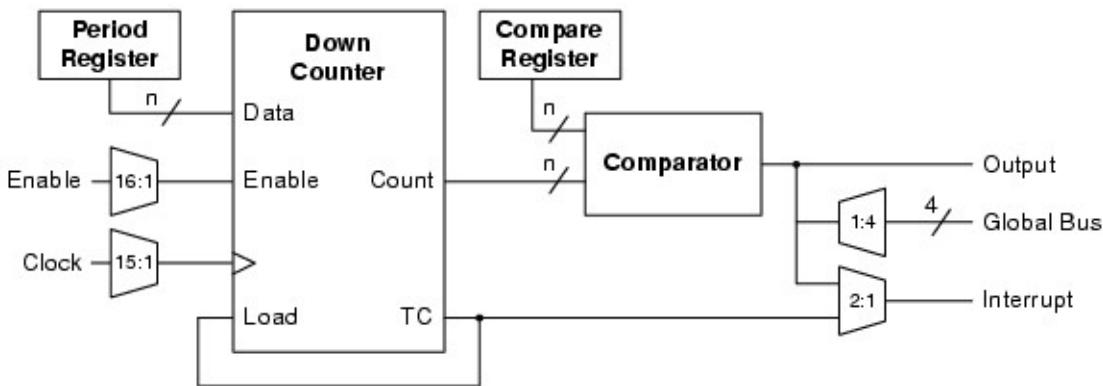 Period
Register
Down
Counter
Compare
Register
n
Data
n
Enable
16:1
Enable
Count
n
Comparator
Output
1:4
4
Global Bus
Clock
15:1
Load
TC
2:1
Interrupt